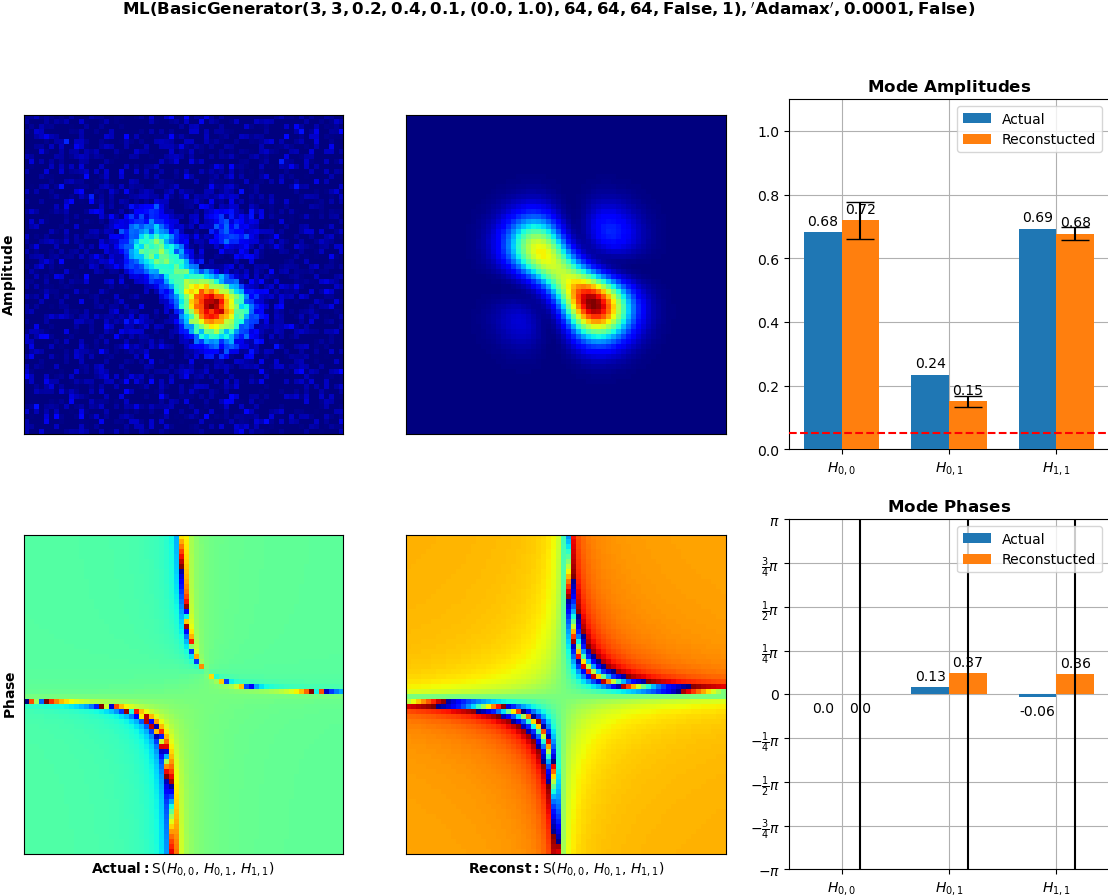 ML(BasicGenerator(3, 3, 0.2, 0.4, 0.1, (0.0, 1.0), 64, 64, 64, False, 1), ′Adamax′, 0.0001, False)
Amplitude
Mode Amplitudes
Actual
Reconstucted
1.0
0.8
0.6
0.4
0.2
0.0
0.68
0.72
0.24
0.15
0.69
0.68
H0,0
H0,1
H1,1
Phase
Actual: S(H0,0, H0,1, H1,1)
Reconst: S(H0,0, H0,1, H1,1)
Mode Phases
Actual
Reconstucted
π
3/4π
1/2π
1/4π
0
−1/4π
−1/2π
−3/4π
−π
0.0
0.0
0.13
0.37
-0.06
0.36
H0,0
H0,1
H1,1